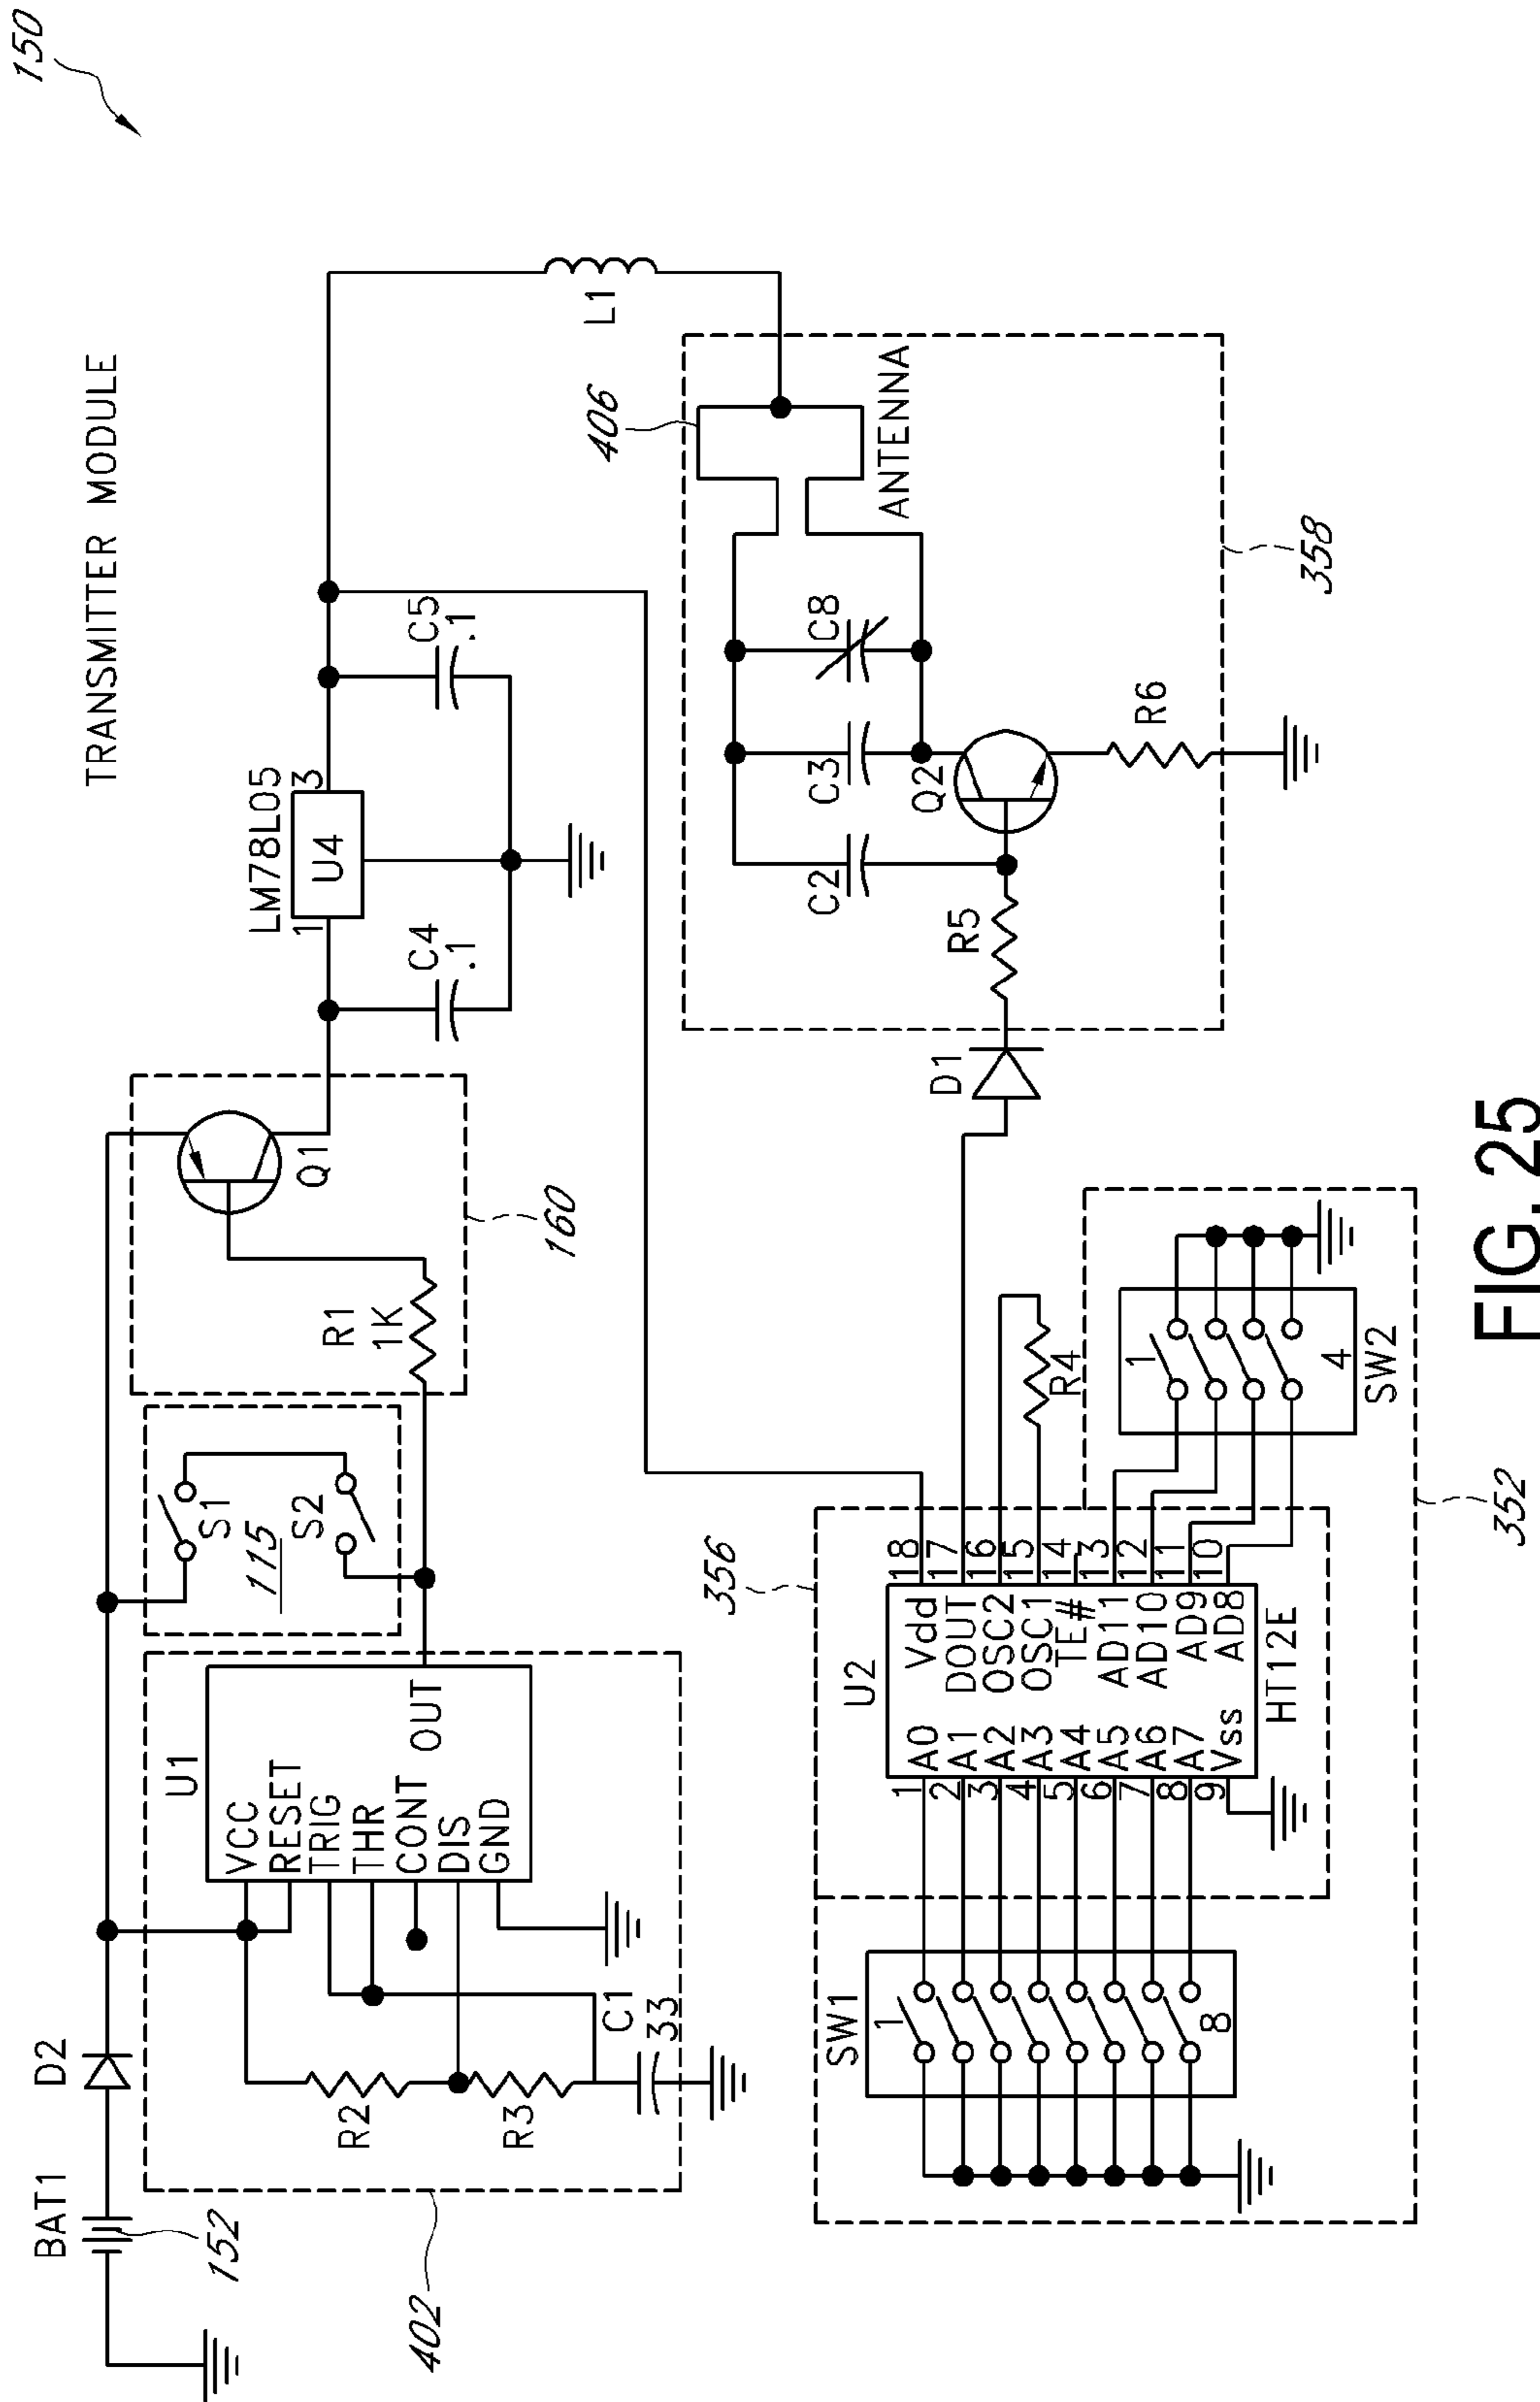 150
TRANSMITTER MODULE
BAT1
D2
152
402
U1
VCC
RESET
TRIG
THR
CONT
DIS
GND
OUT
R2
R3
C1
33
S1
115
S2
R1
1K
Q1
160
LM78L05
1
U4
3
C4
.1
C5
.1
L1
406
ANTENNA
C2
C3
C8
Q2
R5
R6
D1
358
356
U2
SW1
1
8
1 A0
2 A1
3 A2
4 A3
5 A4
6 A5
7 A6
8 A7
9 Vss
Vdd 18
DOUT 17
OSC2 16
OSC1 15
TE# 14
AD11 13
AD10 12
AD9 11
AD8 10
HT12E
R4
1
4
SW2
352
FIG. 25